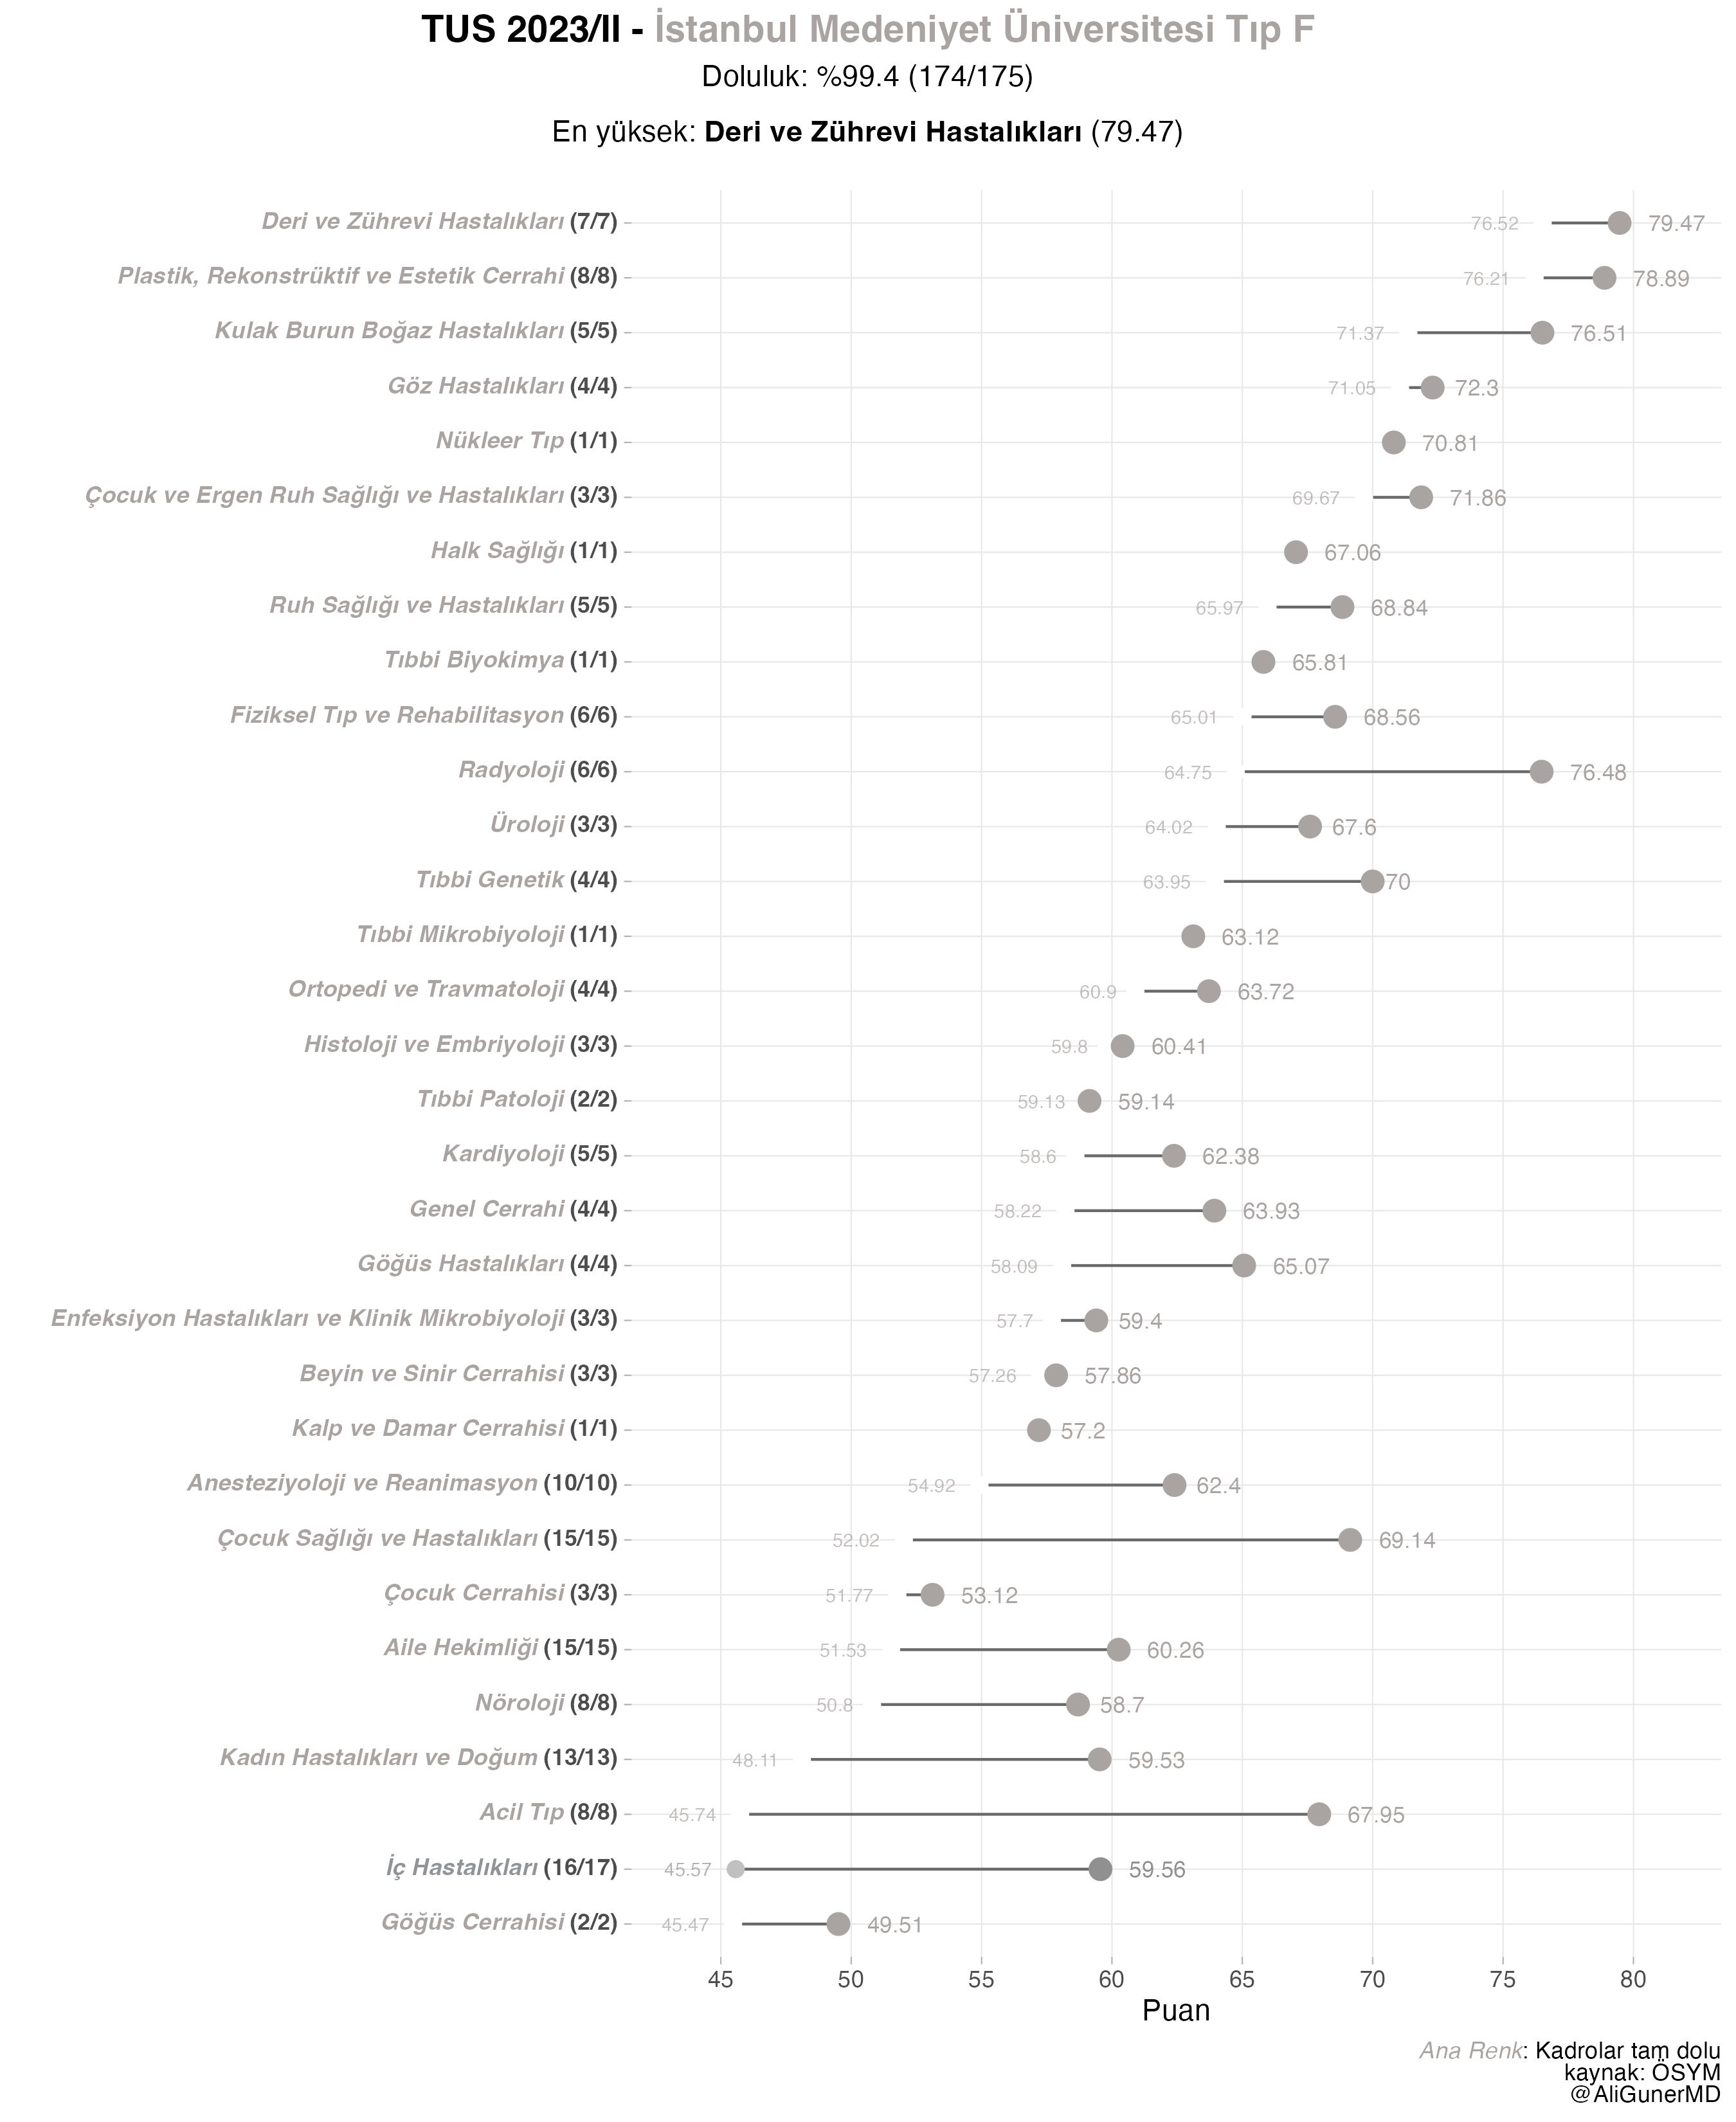 TUS 2023/II - İstanbul Medeniyet Üniversitesi Tıp F
Doluluk: %99.4 (174/175)
En yüksek: Deri ve Zührevi Hastalıkları (79.47)
Deri ve Zührevi Hastalıkları (7/7) 76.52 79.47
Plastik, Rekonstrüktif ve Estetik Cerrahi (8/8) 76.21 78.89
Kulak Burun Boğaz Hastalıkları (5/5) 71.37 76.51
Göz Hastalıkları (4/4) 71.05 72.3
Nükleer Tıp (1/1) 70.81
Çocuk ve Ergen Ruh Sağlığı ve Hastalıkları (3/3) 69.67 71.86
Halk Sağlığı (1/1) 67.06
Ruh Sağlığı ve Hastalıkları (5/5) 65.97 68.84
Tıbbi Biyokimya (1/1) 65.81
Fiziksel Tıp ve Rehabilitasyon (6/6) 65.01 68.56
Radyoloji (6/6) 64.75 76.48
Üroloji (3/3) 64.02 67.6
Tıbbi Genetik (4/4) 63.95 70
Tıbbi Mikrobiyoloji (1/1) 63.12
Ortopedi ve Travmatoloji (4/4) 60.9 63.72
Histoloji ve Embriyoloji (3/3) 59.8 60.41
Tıbbi Patoloji (2/2) 59.13 59.14
Kardiyoloji (5/5) 58.6 62.38
Genel Cerrahi (4/4) 58.22 63.93
Göğüs Hastalıkları (4/4) 58.09 65.07
Enfeksiyon Hastalıkları ve Klinik Mikrobiyoloji (3/3) 57.7 59.4
Beyin ve Sinir Cerrahisi (3/3) 57.26 57.86
Kalp ve Damar Cerrahisi (1/1) 57.2
Anesteziyoloji ve Reanimasyon (10/10) 54.92 62.4
Çocuk Sağlığı ve Hastalıkları (15/15) 52.02 69.14
Çocuk Cerrahisi (3/3) 51.77 53.12
Aile Hekimliği (15/15) 51.53 60.26
Nöroloji (8/8) 50.8 58.7
Kadın Hastalıkları ve Doğum (13/13) 48.11 59.53
Acil Tıp (8/8) 45.74 67.95
İç Hastalıkları (16/17) 45.57 59.56
Göğüs Cerrahisi (2/2) 45.47 49.51
45 50 55 60 65 70 75 80
Puan
Ana Renk: Kadrolar tam dolu
kaynak: ÖSYM
@AliGunerMD